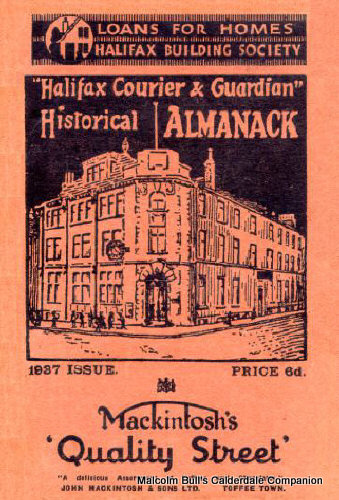 LOANS FOR HOMES
HALIFAX BUILDING SOCIETY
"Halifax Courier & Guardian"
Historical ALMANACK
1937 ISSUE. PRICE 6d.
Mackintosh's
'Quality Street'
"A delicious
JOHN MACKINTOSH & SONS LTD. TOFFEE TOWN.
Malcolm Bull's Calderdale Companion